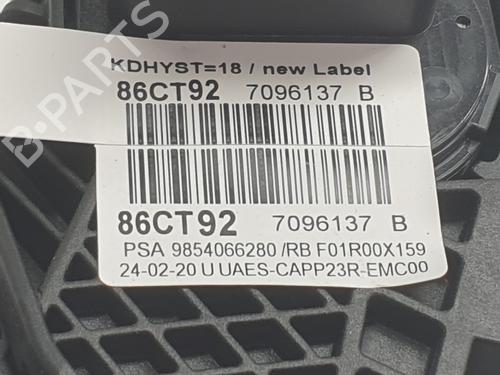 KDHYST=18 / new Label
86CT92 7096137 B
86CT92 7096137 B
PSA 9854066280 /RB F01R00X159
24-02-20 U UAES-CAPP23R-EMC00
B-Parts